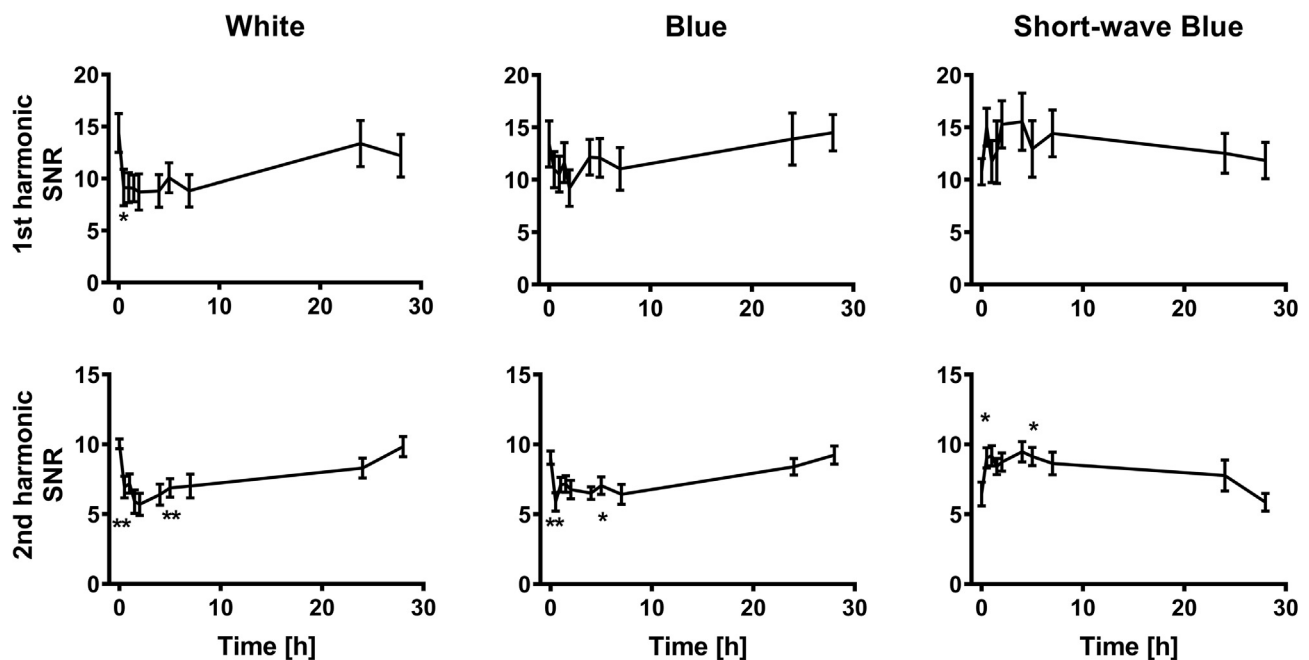 White Blue Short-wave Blue
1st harmonic
SNR
20 20 20
15 15 15
10 10 10
5 5 5
*
0 0 0
0 10 20 30 0 10 20 30 0 10 20 30
2nd harmonic
SNR
15 15 15
* *
10 10 10
5 5 5
** ** ** *
0 0 0
0 10 20 30 0 10 20 30 0 10 20 30
Time [h] Time [h] Time [h]